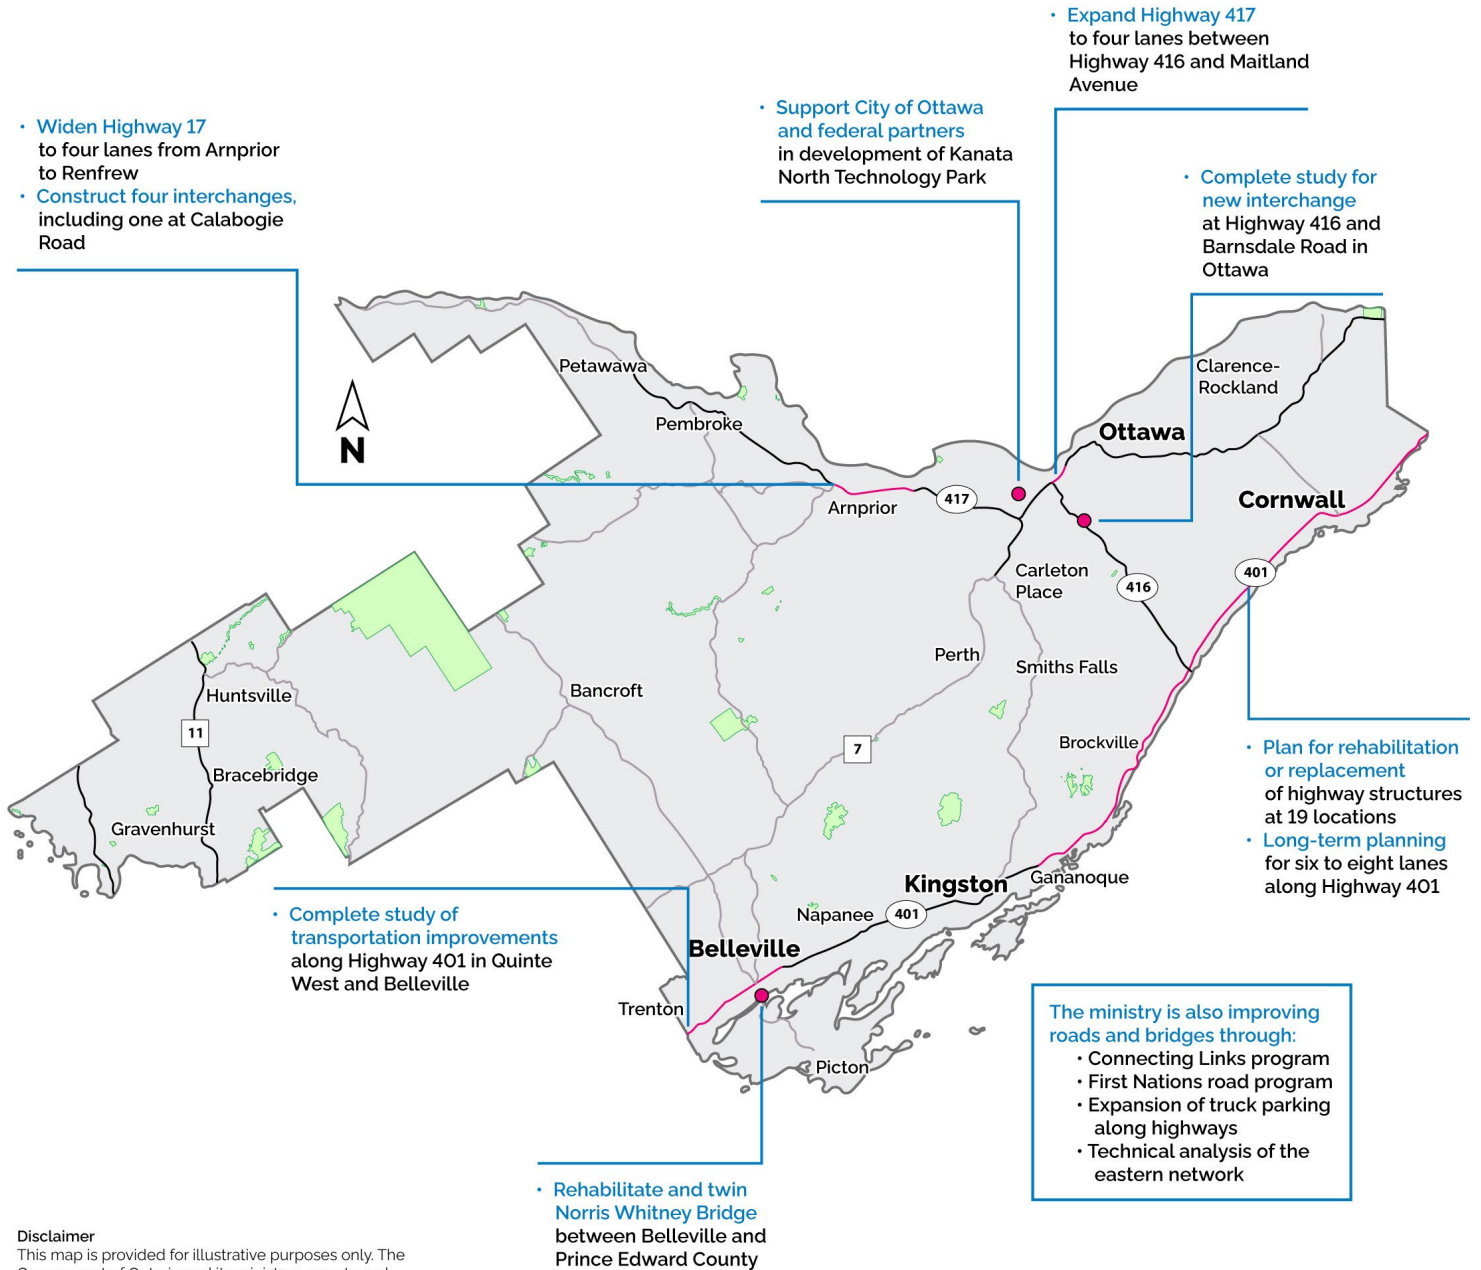 • Expand Highway 417
to four lanes between
Highway 416 and Maitland
Avenue
• Support City of Ottawa
and federal partners
in development of Kanata
North Technology Park
• Widen Highway 17
to four lanes from Arnprior
to Renfrew
• Construct four interchanges,
including one at Calabogie
Road
• Complete study for
new interchange
at Highway 416 and
Barnsdale Road in
Ottawa
N
Petawawa
Pembroke
Clarence-
Rockland
Ottawa
Arnprior
417
Cornwall
Carleton
Place
416
401
Perth
Smiths Falls
Huntsville
Bancroft
11
7
Brockville
Bracebridge
Gravenhurst
Gananoque
Kingston
Napanee
401
Belleville
Trenton
Picton
• Plan for rehabilitation
or replacement
of highway structures
at 19 locations
• Long-term planning
for six to eight lanes
along Highway 401
• Complete study of
transportation improvements
along Highway 401 in Quinte
West and Belleville
The ministry is also improving
roads and bridges through:
• Connecting Links program
• First Nations road program
• Expansion of truck parking
along highways
• Technical analysis of the
eastern network
• Rehabilitate and twin
Norris Whitney Bridge
between Belleville and
Prince Edward County
Disclaimer
This map is provided for illustrative purposes only. The